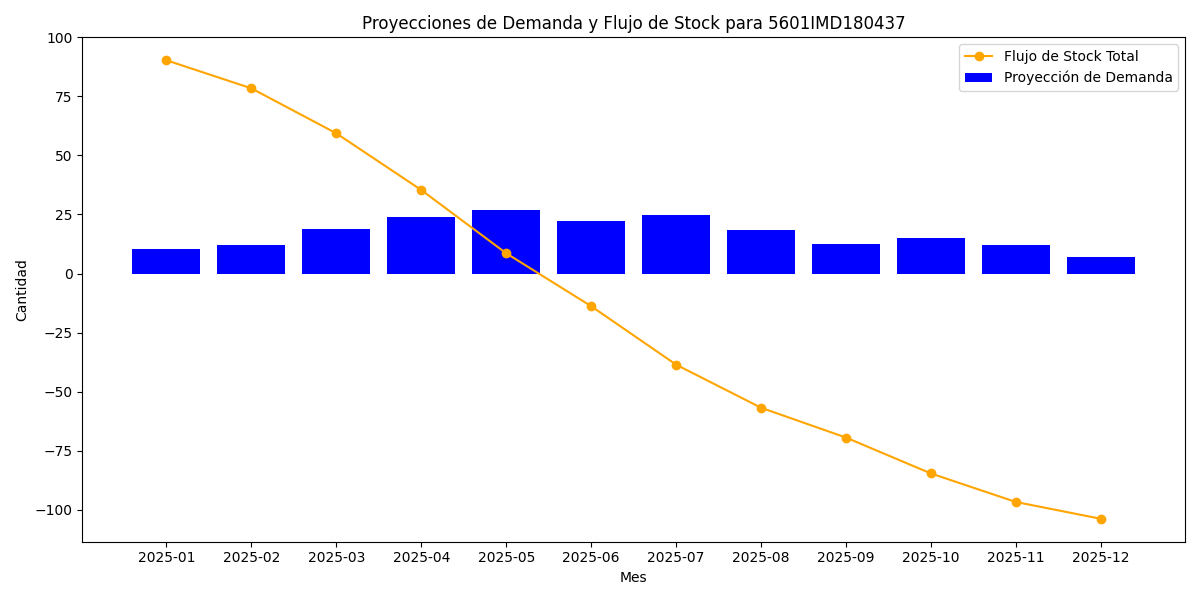 Proyecciones de Demanda y Flujo de Stock para 5601IMD180437
Flujo de Stock Total
Proyección de Demanda
Cantidad
100
75
50
25
0
−25
−50
−75
−100
2025-01 2025-02 2025-03 2025-04 2025-05 2025-06 2025-07 2025-08 2025-09 2025-10 2025-11 2025-12
Mes